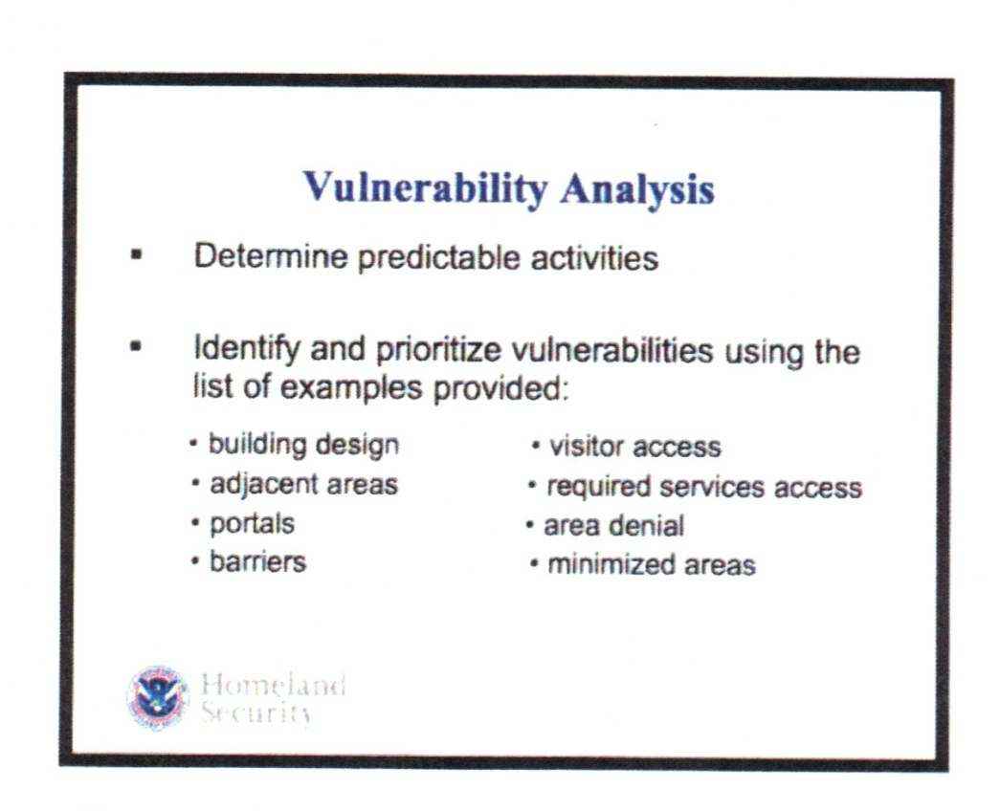 Vulnerability Analysis
▪ Determine predictable activities
▪ Identify and prioritize vulnerabilities using the
list of examples provided:
• building design
• adjacent areas
• portals
• barriers
• visitor access
• required services access
• area denial
• minimized areas
Homeland
Security